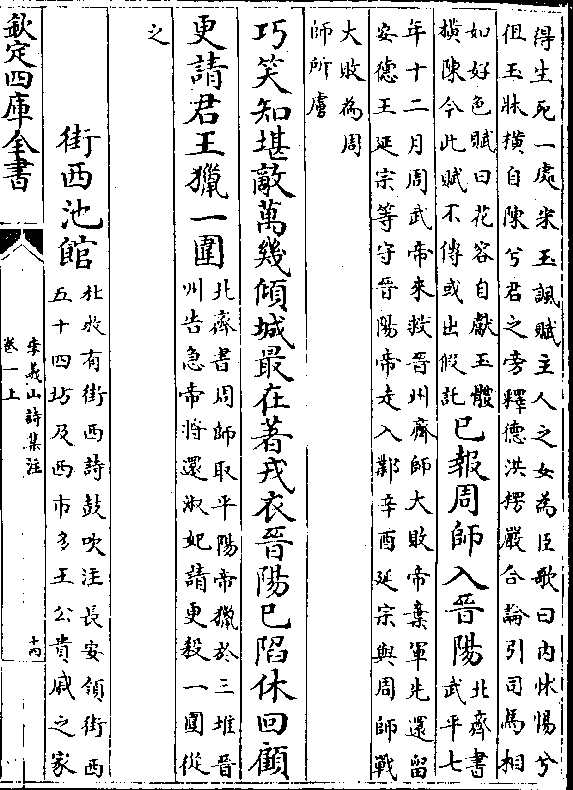 得生死一處宋玉諷賦主人之女為臣歌曰內怵惕兮
徂玉牀橫自陳兮君之旁釋德洪楞嚴合論引司馬相
如好色賦曰花容自獻玉體
橫陳今此賦不傳或出假託
已報周師入晉陽
北齊書
武平七
年十二月周武帝來救晉州齊師大敗帝棄軍先還留
安德王延宗等守晉陽帝走入鄴辛酉延宗與周師戰
大敗為周
師所虜
巧笑知堪敵萬幾傾城最在著戎衣晉陽已陷休回顧
更請君王獵一圍
北齊書周師取平陽帝獵於三堆晉
州告急帝將還淑妃請更殺一圍從
之
街西池館
杜牧有街西詩鼓吹注長安領街西
五十四坊及西市多王公貴戚之家
欽定四庫全書
李義山詩集注
卷一上